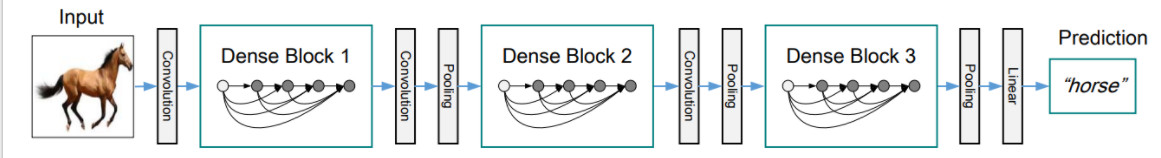 Input
Convolution
Dense Block 1
Convolution
Pooling
Dense Block 2
Convolution
Pooling
Dense Block 3
Pooling
Linear
Prediction
“horse”